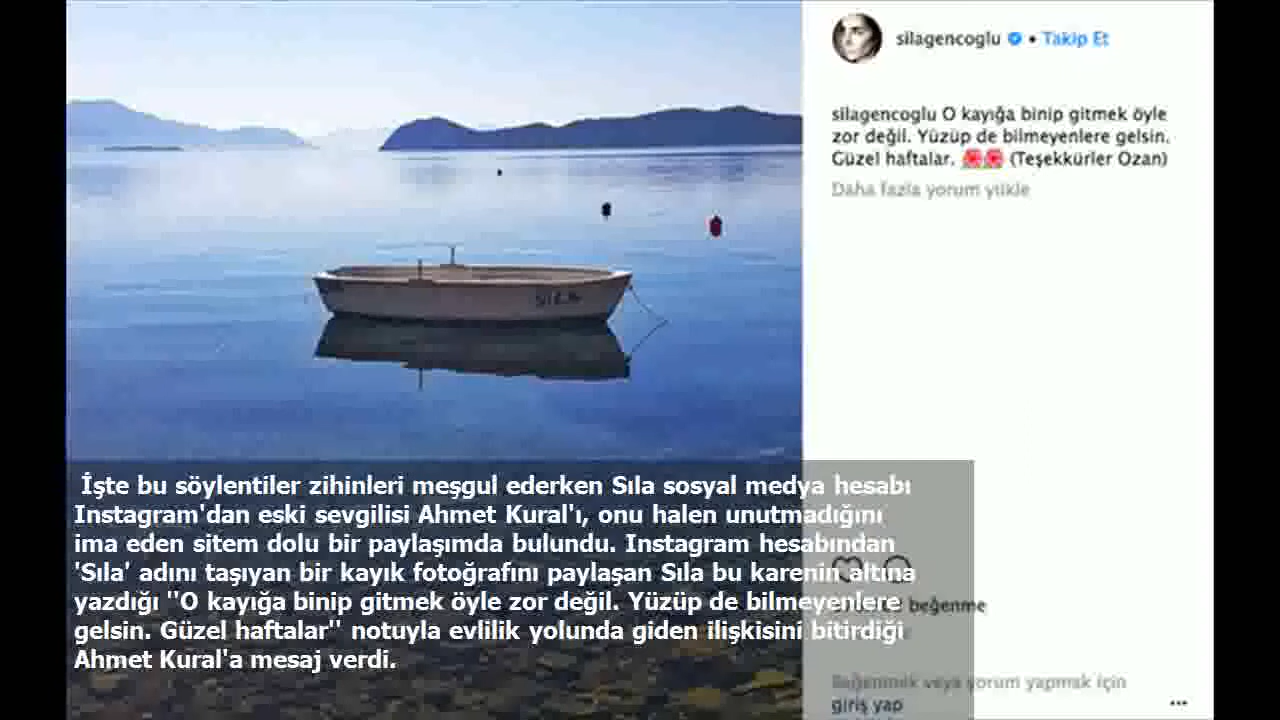 silagencoglu • Takip Et
silagencoglu O kayığa binip gitmek öyle
zor değil. Yüzüp de bilmeyenlere gelsin.
Güzel haftalar. (Teşekkürler Ozan)
Daha fazla yorum yükle
SILA
İşte bu söylentiler zihinleri meşgul ederken Sıla sosyal medya hesabı
Instagram'dan eski sevgilisi Ahmet Kural'ı, onu halen unutmadığını
ima eden sitem dolu bir paylaşımda bulundu. Instagram hesabından
'Sıla' adını taşıyan bir kayık fotoğrafını paylaşan Sıla bu karenin altına
yazdığı ''O kayığa binip gitmek öyle zor değil. Yüzüp de bilmeyenlere
gelsin. Güzel haftalar'' notuyla evlilik yolunda giden ilişkisini bitirdiği
Ahmet Kural'a mesaj verdi.
beğenme
Beğenmek veya yorum yapmak için
giriş yap